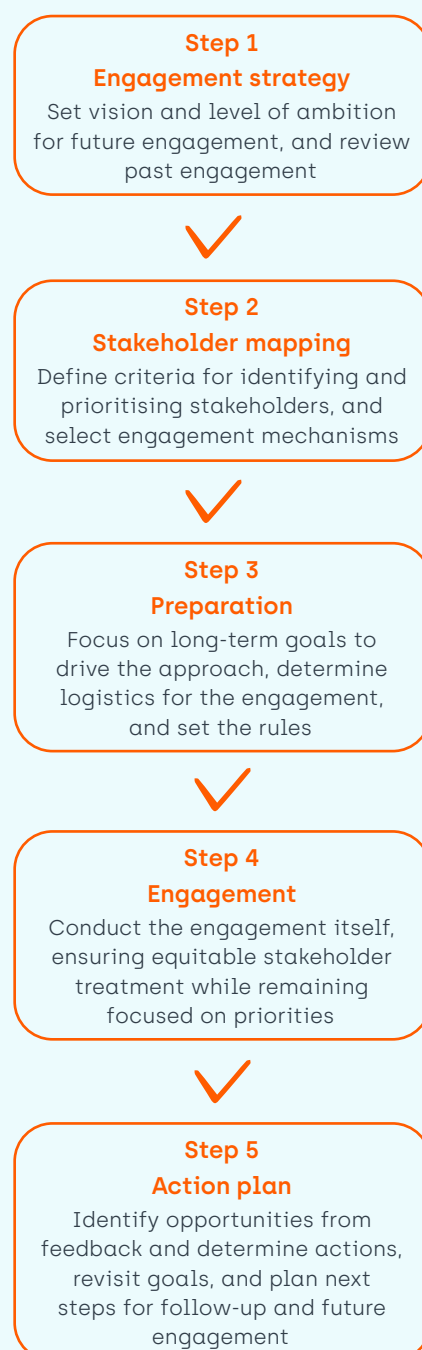 Step 1
Engagement strategy
Set vision and level of ambition
for future engagement, and review
past engagement
Step 2
Stakeholder mapping
Define criteria for identifying and
prioritising stakeholders, and
select engagement mechanisms
Step 3
Preparation
Focus on long-term goals to
drive the approach, determine
logistics for the engagement,
and set the rules
Step 4
Engagement
Conduct the engagement itself,
ensuring equitable stakeholder
treatment while remaining
focused on priorities
Step 5
Action plan
Identify opportunities from
feedback and determine actions,
revisit goals, and plan next
steps for follow-up and future
engagement